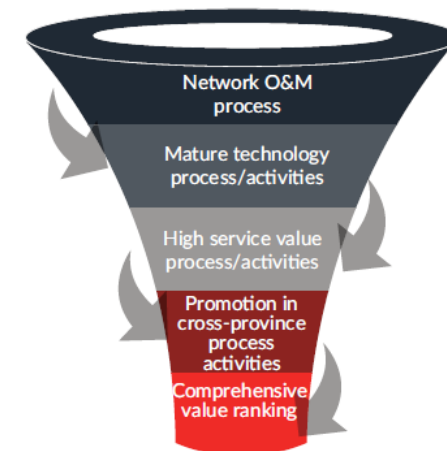 Network O&M
process
Mature technology
process/activities
High service value
process/activities
Promotion in
cross-province
process
activities
Comprehensive
value ranking